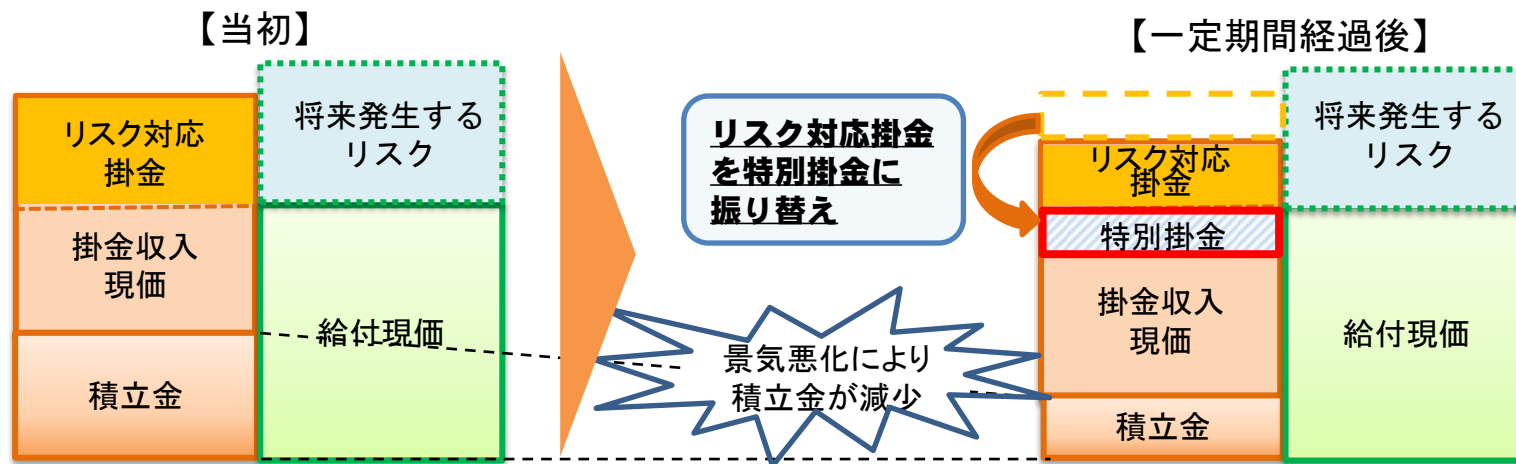 【当初】
リスク対応
掛金
将来発生する
リスク
掛金収入
現価
給付現価
積立金
リスク対応掛金
を特別掛金に
振り替え
景気悪化により
積立金が減少
【一定期間経過後】
リスク対応
掛金
将来発生する
リスク
特別掛金
掛金収入
現価
給付現価
積立金